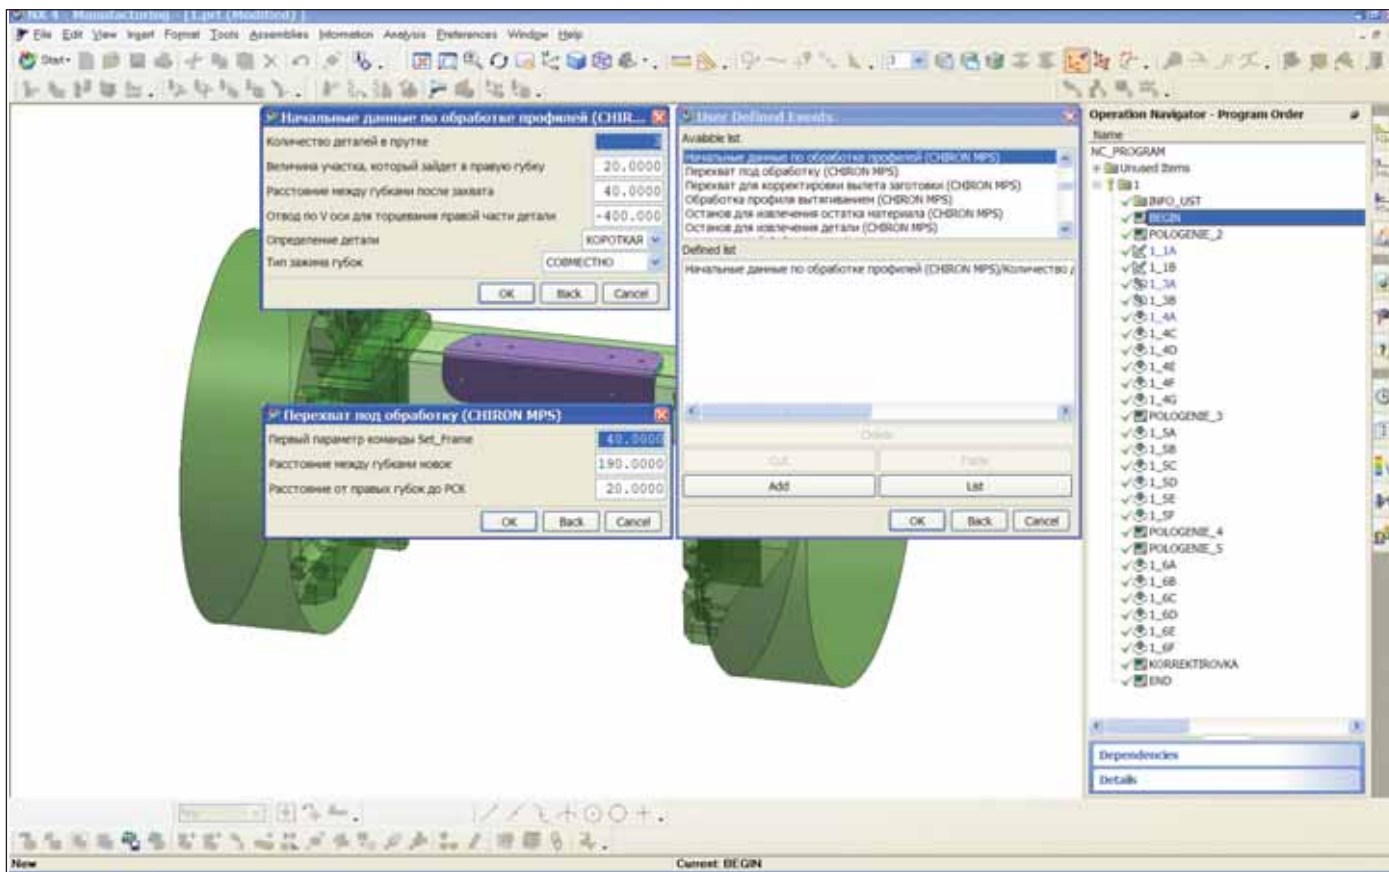 NX 4 - Manufacturing - [1.prt (Modified)]
File Edit View Insert Format Tools Assemblies Information Analysis Preferences Window Help
Start
Начальные данные по обработке профилей (CHIR...
Количество деталей в прутке
Величина участка, который зайдет в правую губку 20.0000
Расстояние между губками после захвата 40.0000
Отвод по V оси для торцевания правой части детали -400.000
Определение детали КОРОТКАЯ
Тип зажима губок СОВМЕСТНО
OK Back Cancel
Перехват под обработку (CHIRON MPS)
Первый параметр команды Set_Frame 40.0000
Расстояние между губками новое 190.0000
Расстояние от правых губок до РСК 20.0000
OK Back Cancel
User Defined Events
Available list
Начальные данные по обработке профилей (CHIRON MPS)
Перехват под обработку (CHIRON MPS)
Перехват для корректировки вылета заготовки (CHIRON MPS)
Обработка профиля вытягиванием (CHIRON MPS)
Останов для извлечения остатка материала (CHIRON MPS)
Останов для извлечения детали (CHIRON MPS)
Defined list
Начальные данные по обработке профилей (CHIRON MPS)/Количество д
Delete
Cut Paste
Add List
OK Back Cancel
Operation Navigator - Program Order
Name
NC_PROGRAM
Unused Items
1
INFO_LIST
BEGIN
POLOGENIE_2
1_1A
1_1B
1_3A
1_3B
1_4A
1_4C
1_4D
1_4E
1_4F
1_4G
POLOGENIE_3
1_5A
1_5B
1_5C
1_5D
1_5E
1_5F
POLOGENIE_4
POLOGENIE_5
1_6A
1_6B
1_6C
1_6D
1_6E
1_6F
KORREKTIROVKA
END
Dependencies
Details
New
Current: BEGIN